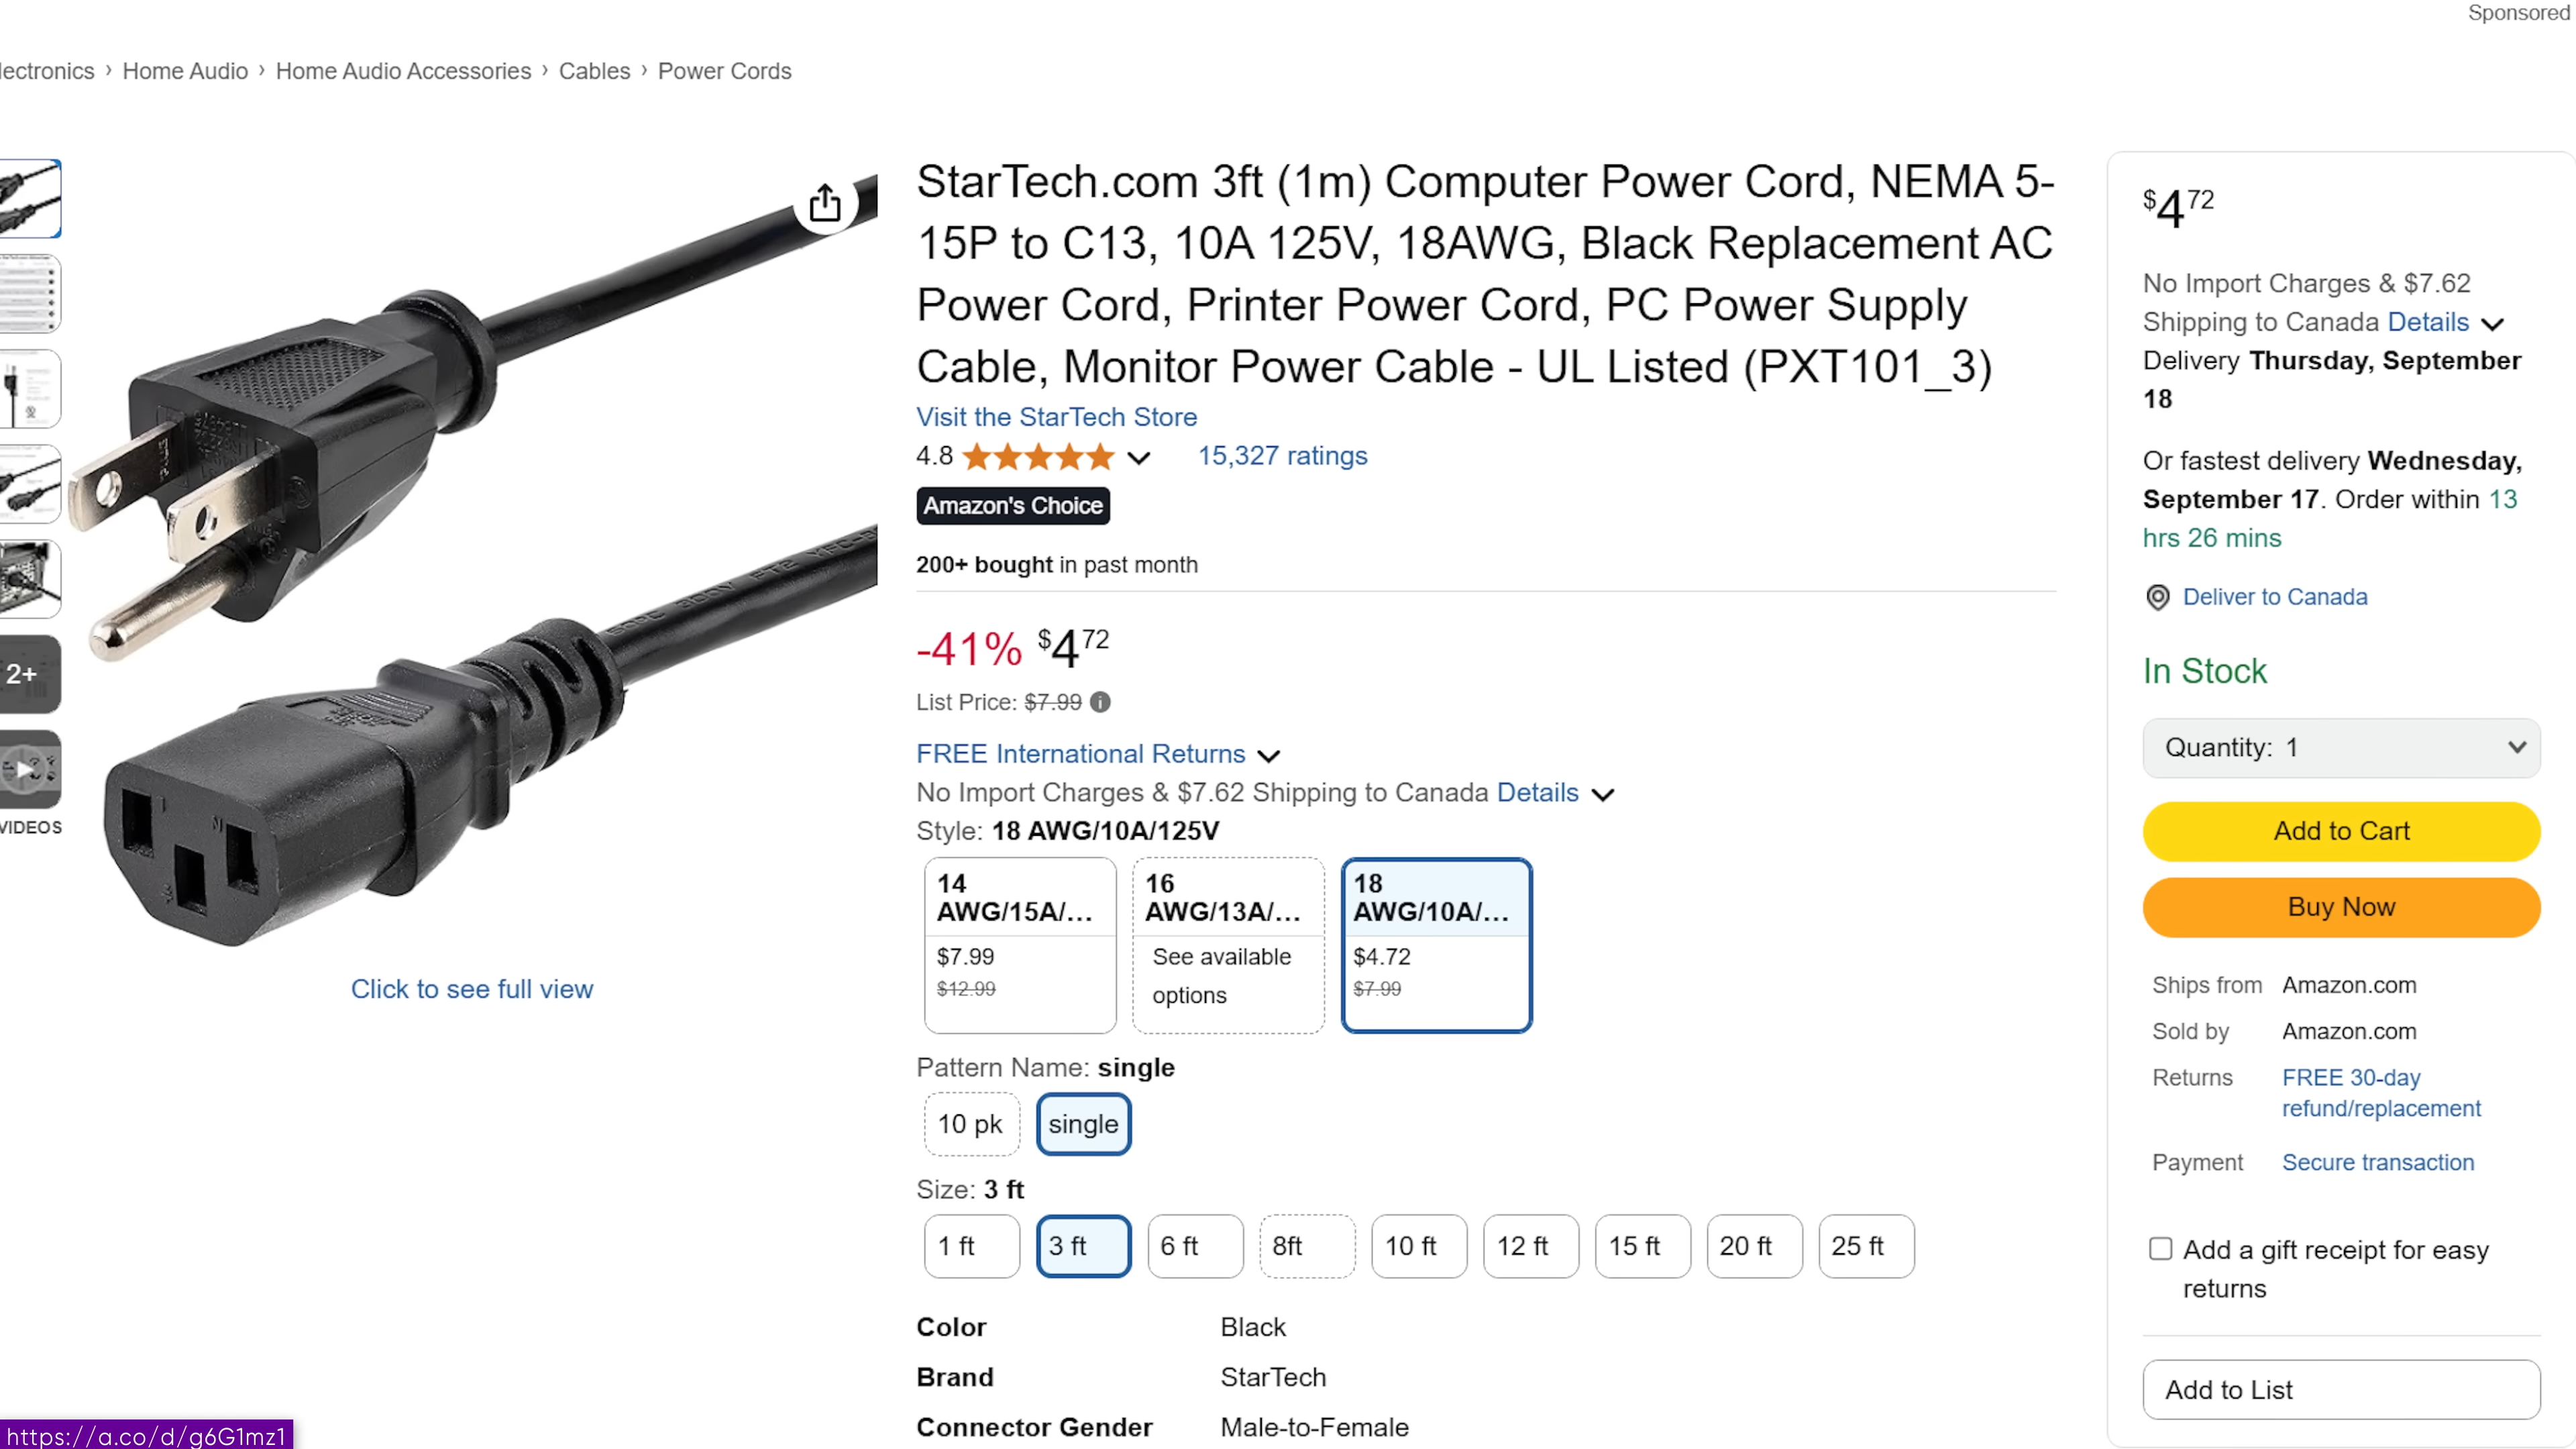 Sponsored
lectronics › Home Audio › Home Audio Accessories › Cables › Power Cords
StarTech.com 3ft (1m) Computer Power Cord, NEMA 5-
15P to C13, 10A 125V, 18AWG, Black Replacement AC
Power Cord, Printer Power Cord, PC Power Supply
Cable, Monitor Power Cable - UL Listed (PXT101_3)
Visit the StarTech Store
4.8 15,327 ratings
Amazon's Choice
200+ bought in past month
-41% $4 72
List Price: $7.99
FREE International Returns
No Import Charges & $7.62 Shipping to Canada Details
Style: 18 AWG/10A/125V
14
AWG/15A/...
$7.99
$12.99
16
AWG/13A/...
See available
options
18
AWG/10A/...
$4.72
$7.99
Pattern Name: single
10 pk
single
Size: 3 ft
1 ft
3 ft
6 ft
8ft
10 ft
12 ft
15 ft
20 ft
25 ft
Color Black
Brand StarTech
Connector Gender Male-to-Female
2+
VIDEOS
300V FT2
N
Click to see full view
https://a.co/d/g6G1mz1
$4 72
No Import Charges & $7.62
Shipping to Canada Details
Delivery Thursday, September
18
Or fastest delivery Wednesday,
September 17. Order within 13
hrs 26 mins
Deliver to Canada
In Stock
Quantity: 1
Add to Cart
Buy Now
Ships from Amazon.com
Sold by Amazon.com
Returns FREE 30-day
refund/replacement
Payment Secure transaction
Add a gift receipt for easy
returns
Add to List